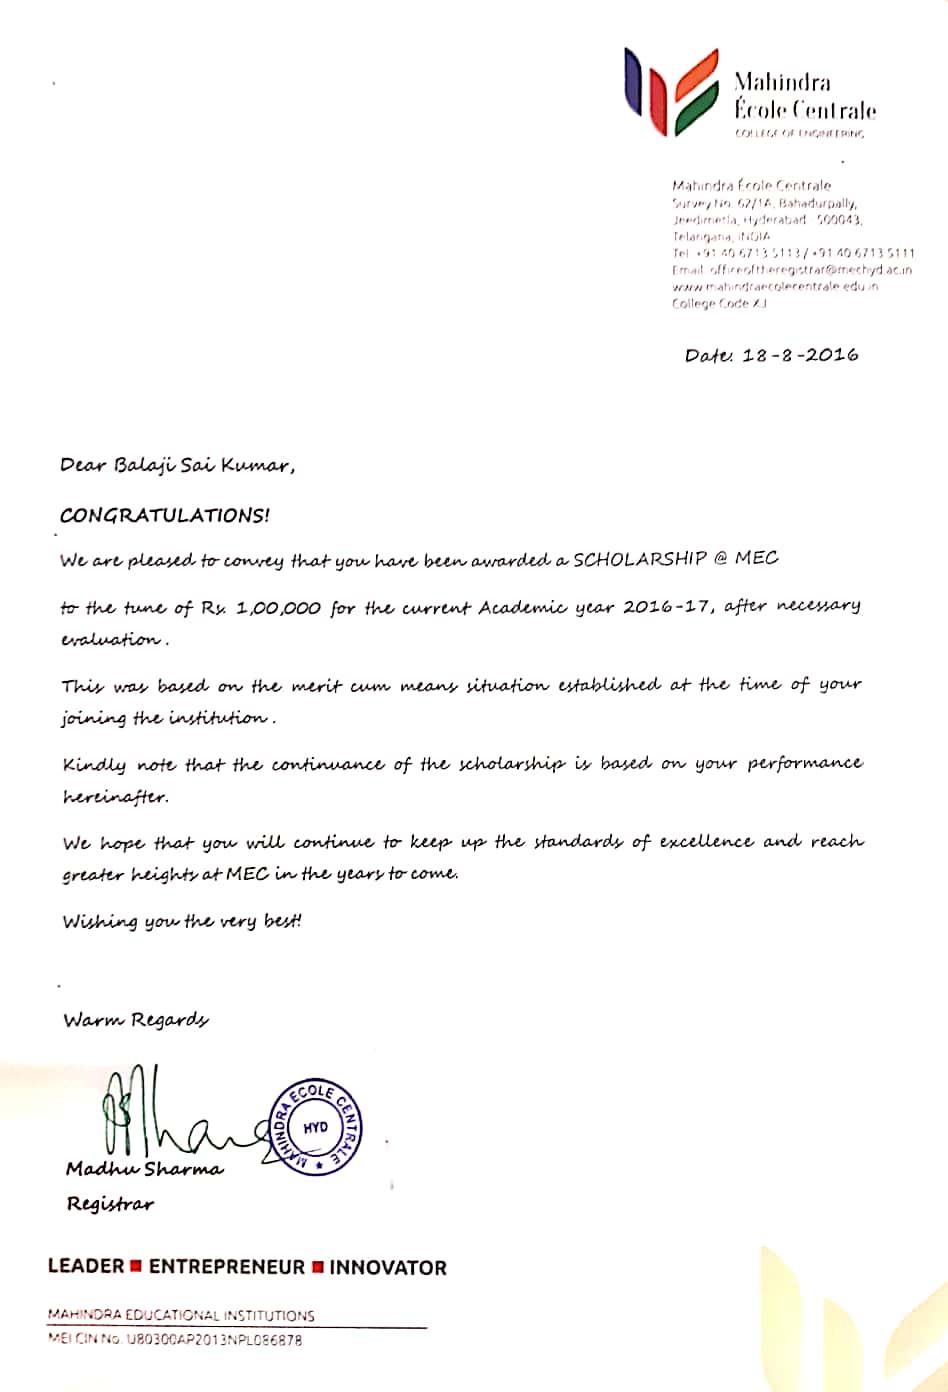 Mahindra
École Centrale
COLLEGE OF ENGINEERING
Mahindra École Centrale
Survey No. 62/1A, Bahadurpally,
Jeedimetla, Hyderabad - 500043,
Telangana, INDIA
Tel: +91 40 6713 5113 / +91 40 6713 5111
Email: officeoftheregistrar@mechyd.ac.in
www.mahindraecolecentrale.edu.in
College Code XJ
Date: 18-8-2016
Dear Balaji Sai Kumar,
CONGRATULATIONS!
We are pleased to convey that you have been awarded a SCHOLARSHIP @ MEC
to the tune of Rs. 1,00,000 for the current Academic year 2016-17, after necessary
evaluation.
This was based on the merit cum means situation established at the time of your
joining the institution.
Kindly note that the continuance of the scholarship is based on your performance
hereinafter.
We hope that you will continue to keep up the standards of excellence and reach
greater heights at MEC in the years to come.
Wishing you the very best!
Warm Regards
MAHINDRA ECOLE CENTRALE
HYD
Madhu Sharma
Registrar
LEADER ■ ENTREPRENEUR ■ INNOVATOR
MAHINDRA EDUCATIONAL INSTITUTIONS
MEI CIN No. U80300AP2013NPL086878